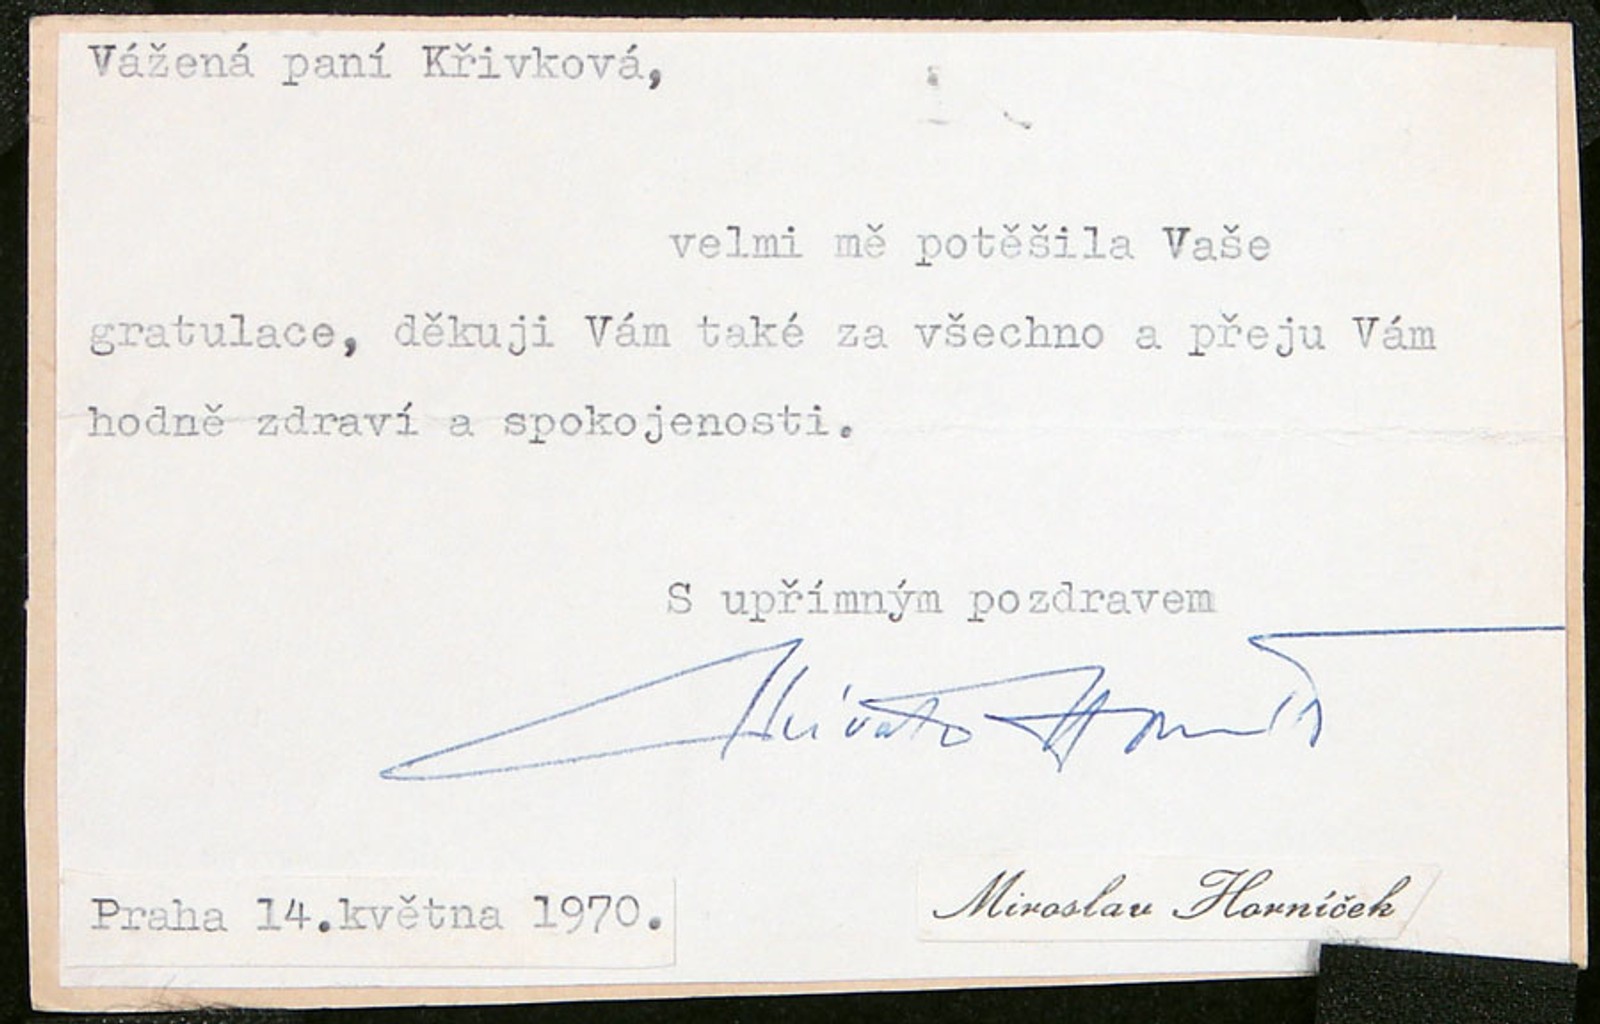 Vážená paní Křivková,
velmi mě potěšila Vaše
gratulace, děkuji Vám také za všechno a přeju Vám
hodně zdraví a spokojenosti.
S upřímným pozdravem
Praha 14.května 1970.
Miroslav Horníček